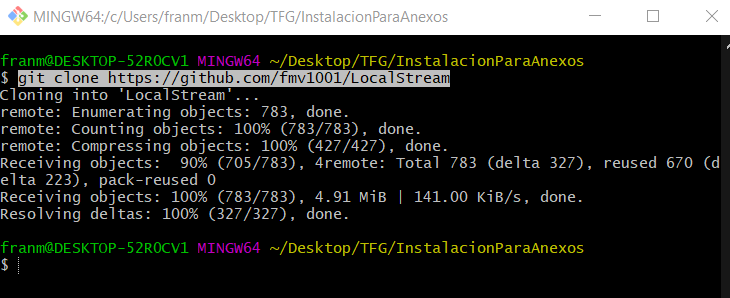 MINGW64:/c/Users/franm/Desktop/TFG/InstalacionParaAnexos
franm@DESKTOP-52ROCV1 MINGW64 ~/Desktop/TFG/InstalacionParaAnexos
$ git clone https://github.com/fmv1001/LocalStream
Cloning into 'LocalStream'...
remote: Enumerating objects: 783, done.
remote: Counting objects: 100% (783/783), done.
remote: Compressing objects: 100% (427/427), done.
Receiving objects:  90% (705/783), 4remote: Total 783 (delta 327), reused 670 (d
elta 223), pack-reused 0
Receiving objects: 100% (783/783), 4.91 MiB | 141.00 KiB/s, done.
Resolving deltas: 100% (327/327), done.
franm@DESKTOP-52ROCV1 MINGW64 ~/Desktop/TFG/InstalacionParaAnexos
$